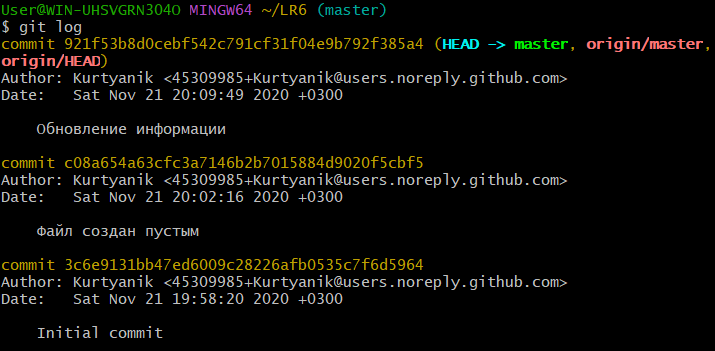 User@WIN-UHSVGRN3040 MINGW64 ~/LR6 (master)
$ git log
commit 921f53b8d0cebf542c791cf31f04e9b792f385a4 (HEAD -> master, origin/master,
origin/HEAD)
Author: Kurtyanik <45309985+Kurtyanik@users.noreply.github.com>
Date:   Sat Nov 21 20:09:49 2020 +0300
    Обновление информации
commit c08a654a63cfc3a7146b2b7015884d9020f5cbf5
Author: Kurtyanik <45309985+Kurtyanik@users.noreply.github.com>
Date:   Sat Nov 21 20:02:16 2020 +0300
    Файл создан пустым
commit 3c6e9131bb47ed6009c28226afb0535c7f6d5964
Author: Kurtyanik <45309985+Kurtyanik@users.noreply.github.com>
Date:   Sat Nov 21 19:58:20 2020 +0300
    Initial commit